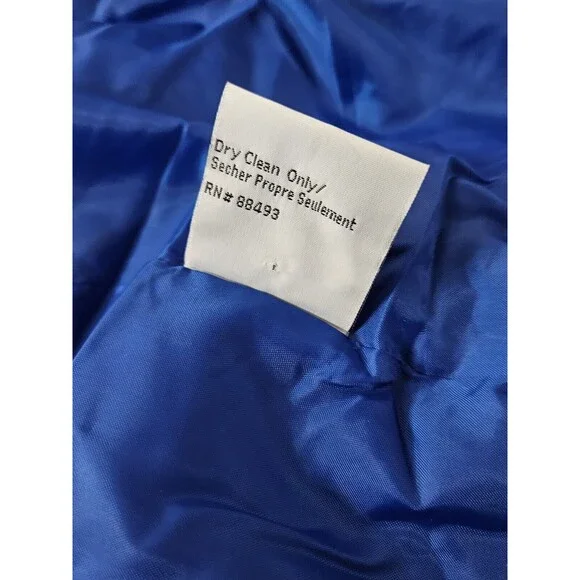 Dry Clean Only/
Secher Propre Seulement
RN# 88493